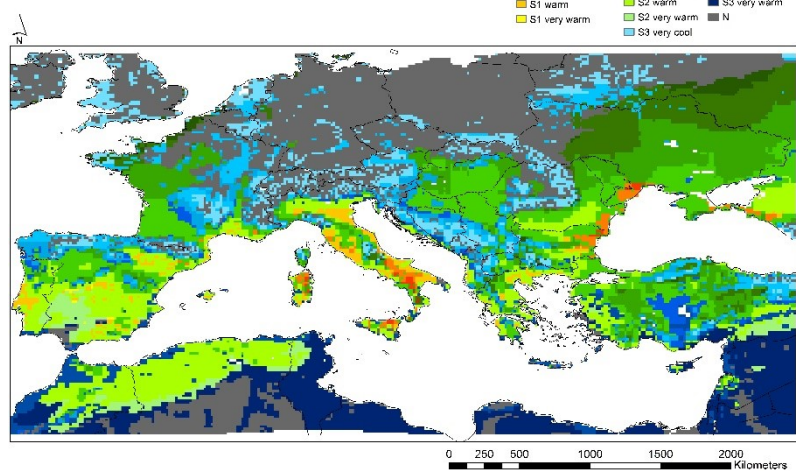 S1 warm S2 warm S3 very warm
S1 very warm S2 very warm N
S3 very cool
N
0 250 500 1000 1500 2000
Kilometers